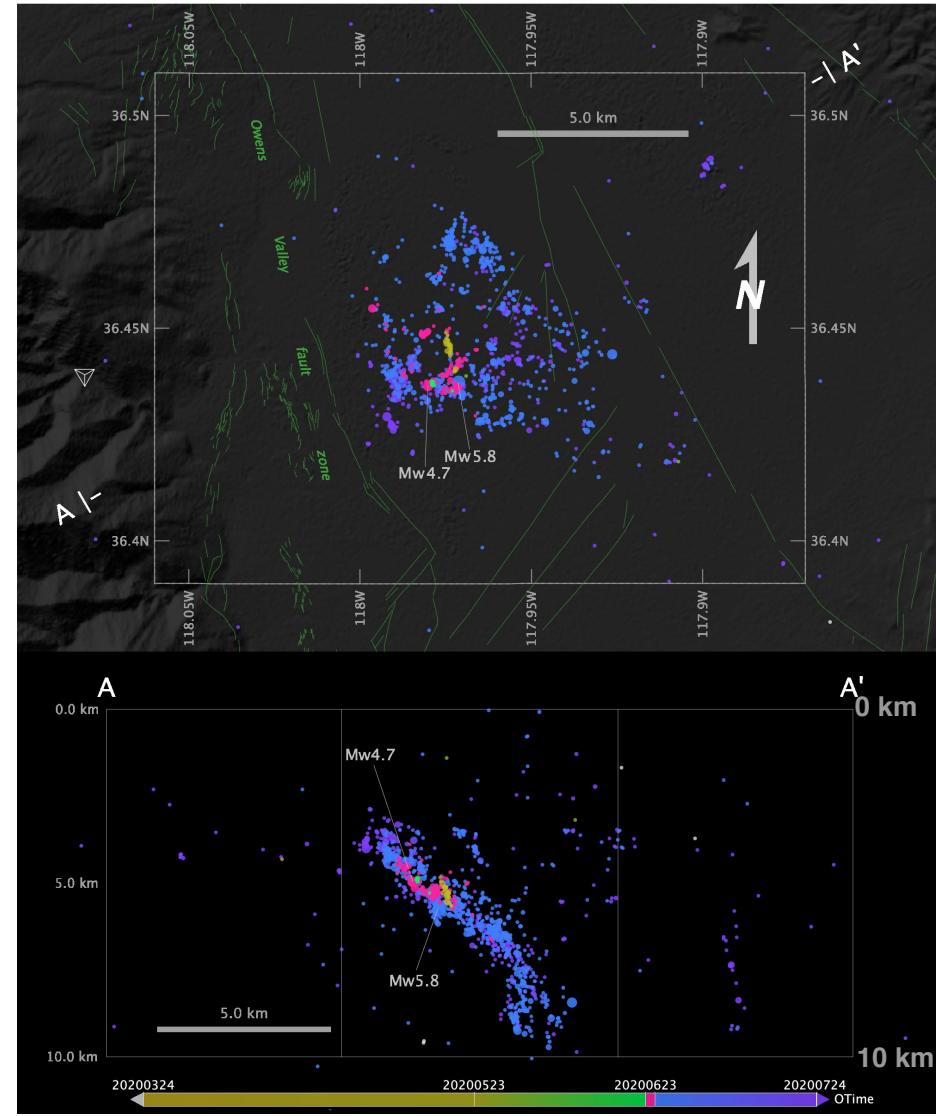 118.05W 118W 117.95W 117.9W
–| A'
36.5N 36.5N
5.0 km
Owens
Valley
N
36.45N 36.45N
fault
zone
Mw5.8
Mw4.7
A |–
36.4N 36.4N
118.05W 118W 117.95W 117.9W
A A'
0.0 km 0 km
Mw4.7
5.0 km
Mw5.8
5.0 km
10.0 km 10 km
20200324 20200523 20200623 20200724
OTime